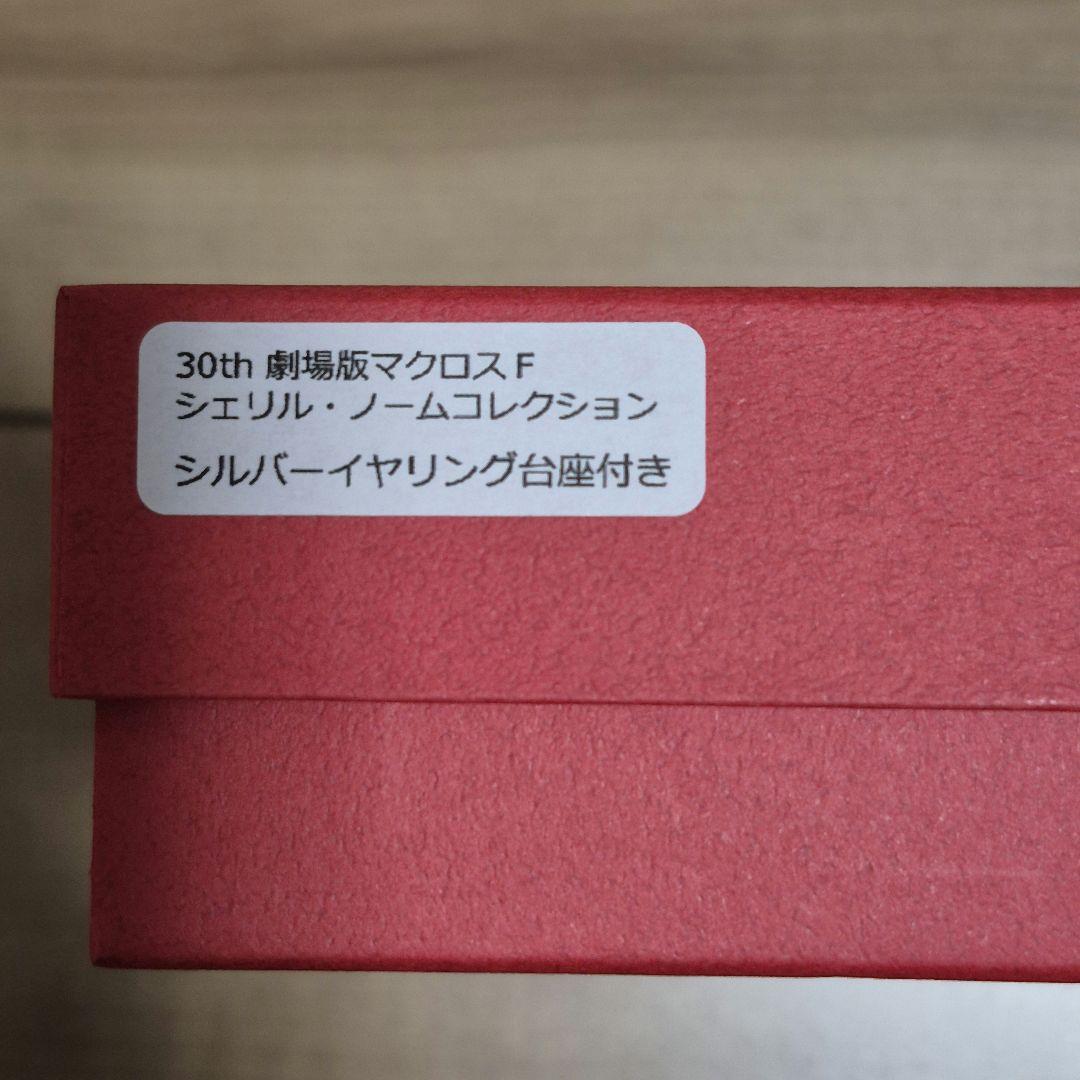 30th 劇場版マクロスF
シェリル・ノームコレクション
シルバーイヤリング台座付き